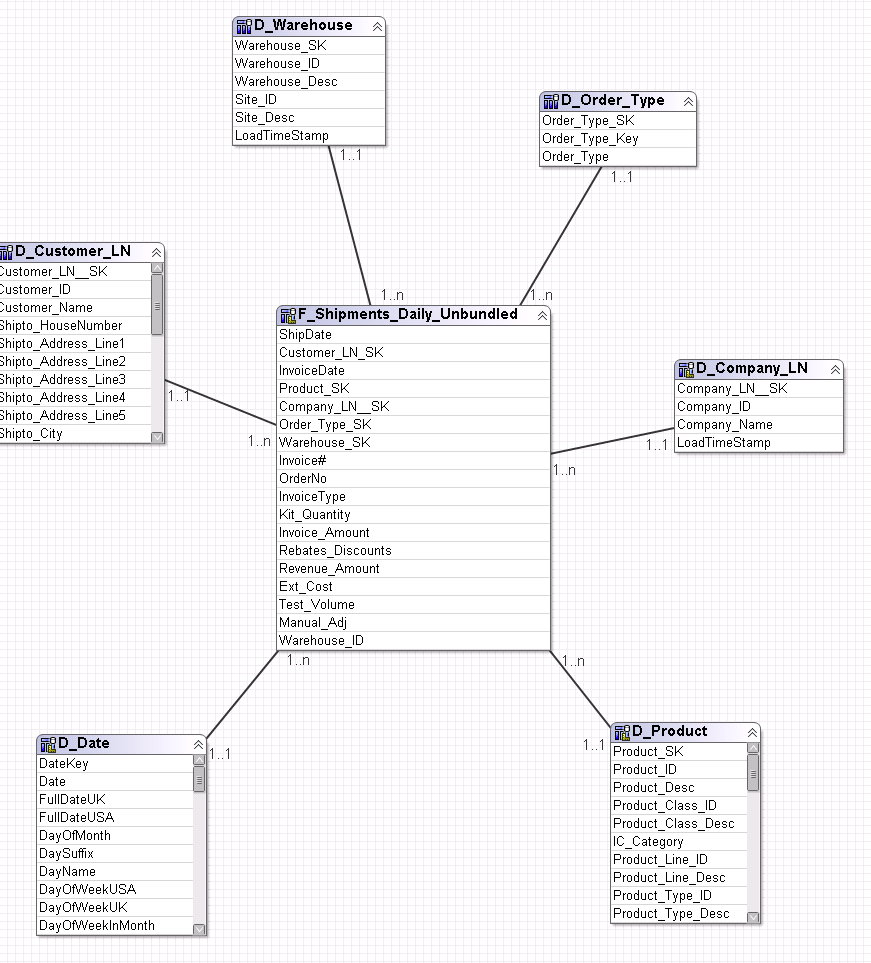 D_Warehouse
Warehouse_SK
Warehouse_ID
Warehouse_Desc
Site_ID
Site_Desc
LoadTimeStamp
1..1
D_Order_Type
Order_Type_SK
Order_Type_Key
Order_Type
1..1
D_Customer_LN
Customer_LN__SK
Customer_ID
Customer_Name
Shipto_HouseNumber
Shipto_Address_Line1
Shipto_Address_Line2
Shipto_Address_Line3
Shipto_Address_Line4
Shipto_Address_Line5
Shipto_City
1..1
1..n
1..n
1..n
F_Shipments_Daily_Unbundled
ShipDate
Customer_LN_SK
InvoiceDate
Product_SK
Company_LN__SK
Order_Type_SK
Warehouse_SK
Invoice#
OrderNo
InvoiceType
Kit_Quantity
Invoice_Amount
Rebates_Discounts
Revenue_Amount
Ext_Cost
Test_Volume
Manual_Adj
Warehouse_ID
D_Company_LN
Company_LN__SK
Company_ID
Company_Name
LoadTimeStamp
1..1
1..n
1..n
1..n
D_Date
DateKey
Date
FullDateUK
FullDateUSA
DayOfMonth
DaySuffix
DayName
DayOfWeekUSA
DayOfWeekUK
DayOfWeekInMonth
1..1
1..1
D_Product
Product_SK
Product_ID
Product_Desc
Product_Class_ID
Product_Class_Desc
IC_Category
Product_Line_ID
Product_Line_Desc
Product_Type_ID
Product_Type_Desc